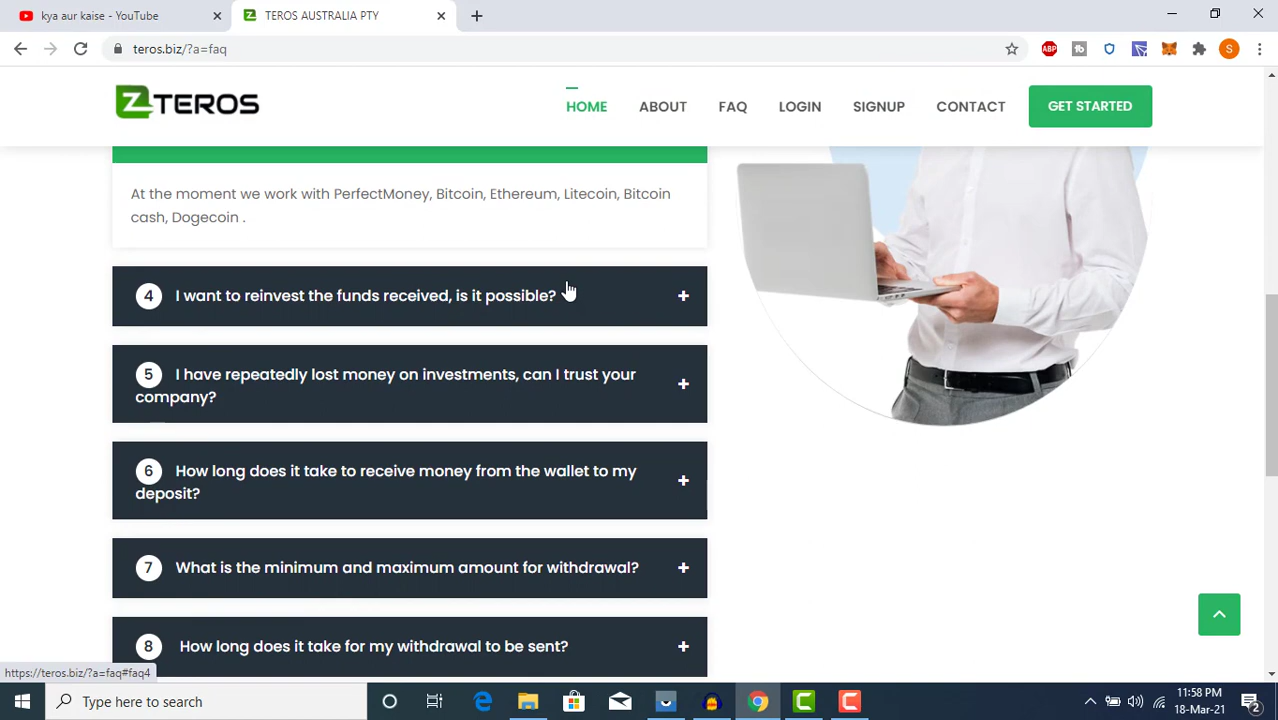 kya aur kaise - YouTube
TEROS AUSTRALIA PTY
teros.biz/?a=faq
ABP
S
Z TEROS
HOME
ABOUT
FAQ
LOGIN
SIGNUP
CONTACT
GET STARTED
At the moment we work with PerfectMoney, Bitcoin, Ethereum, Litecoin, Bitcoin
cash, Dogecoin .
4 I want to reinvest the funds received, is it possible? +
5 I have repeatedly lost money on investments, can I trust your
company? +
6 How long does it take to receive money from the wallet to my
deposit? +
7 What is the minimum and maximum amount for withdrawal? +
8 How long does it take for my withdrawal to be sent? +
https://teros.biz/?a=faq#faq4
Type here to search
11:58 PM
18-Mar-21
2